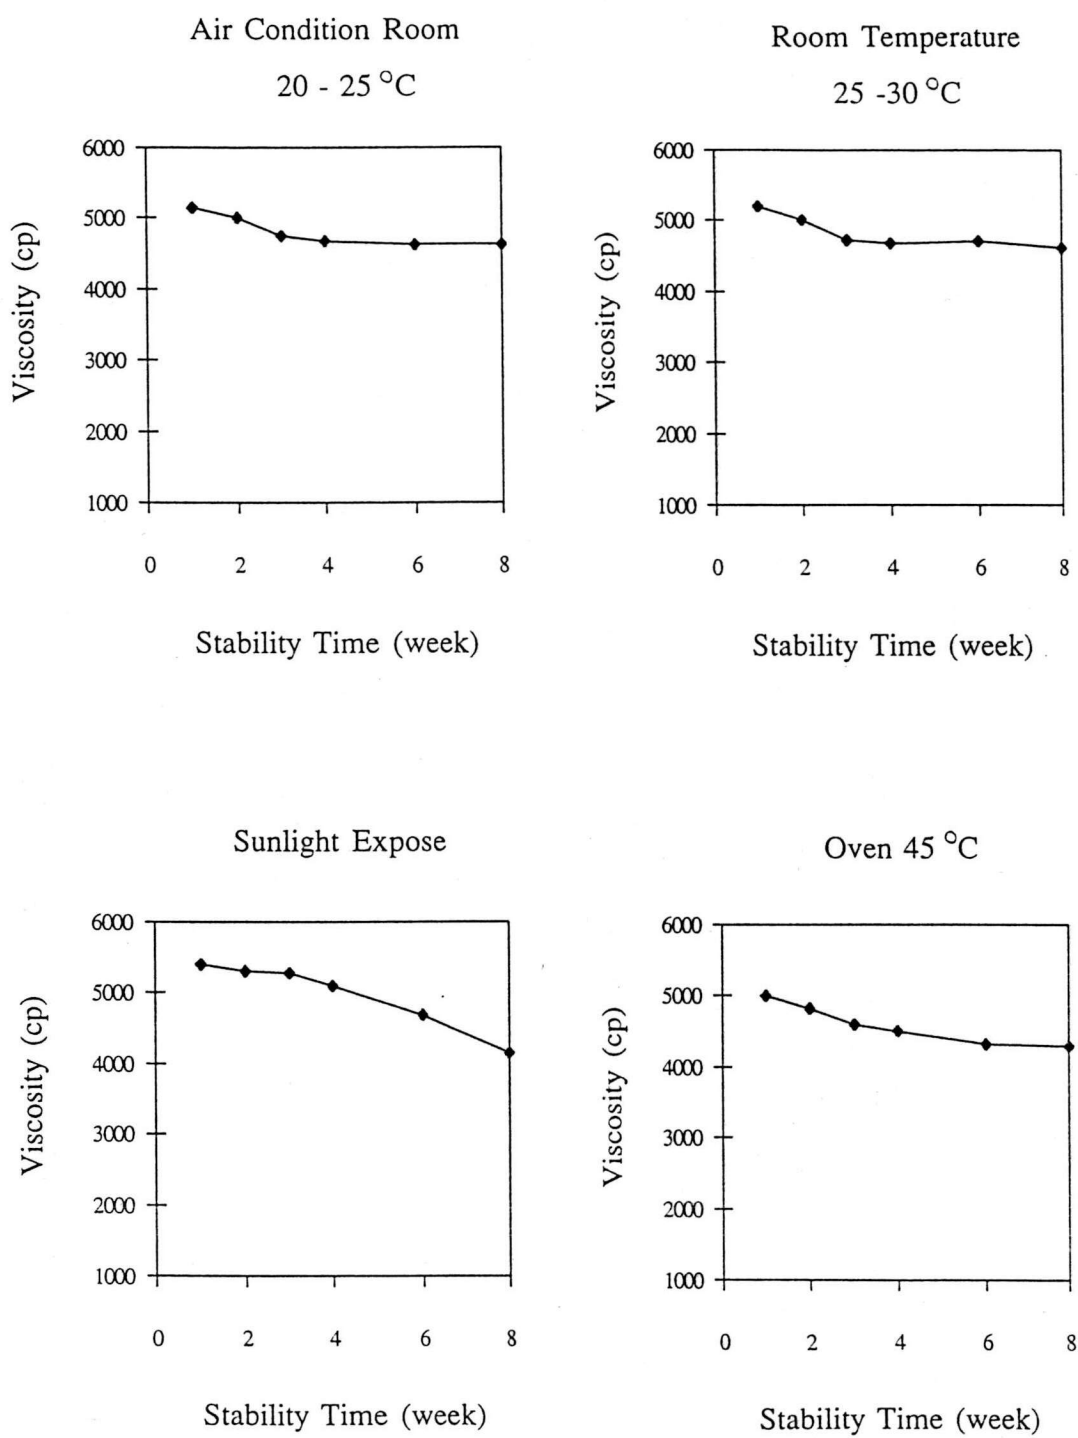 Air Condition Room
20 - 25 °C
6000
5000
4000
3000
2000
1000
Viscosity (cp)
0 2 4 6 8
Stability Time (week)
Room Temperature
25 -30 °C
6000
5000
4000
3000
2000
1000
Viscosity (cp)
0 2 4 6 8
Stability Time (week)
Sunlight Expose
6000
5000
4000
3000
2000
1000
Viscosity (cp)
0 2 4 6 8
Stability Time (week)
Oven 45 °C
6000
5000
4000
3000
2000
1000
Viscosity (cp)
0 2 4 6 8
Stability Time (week)